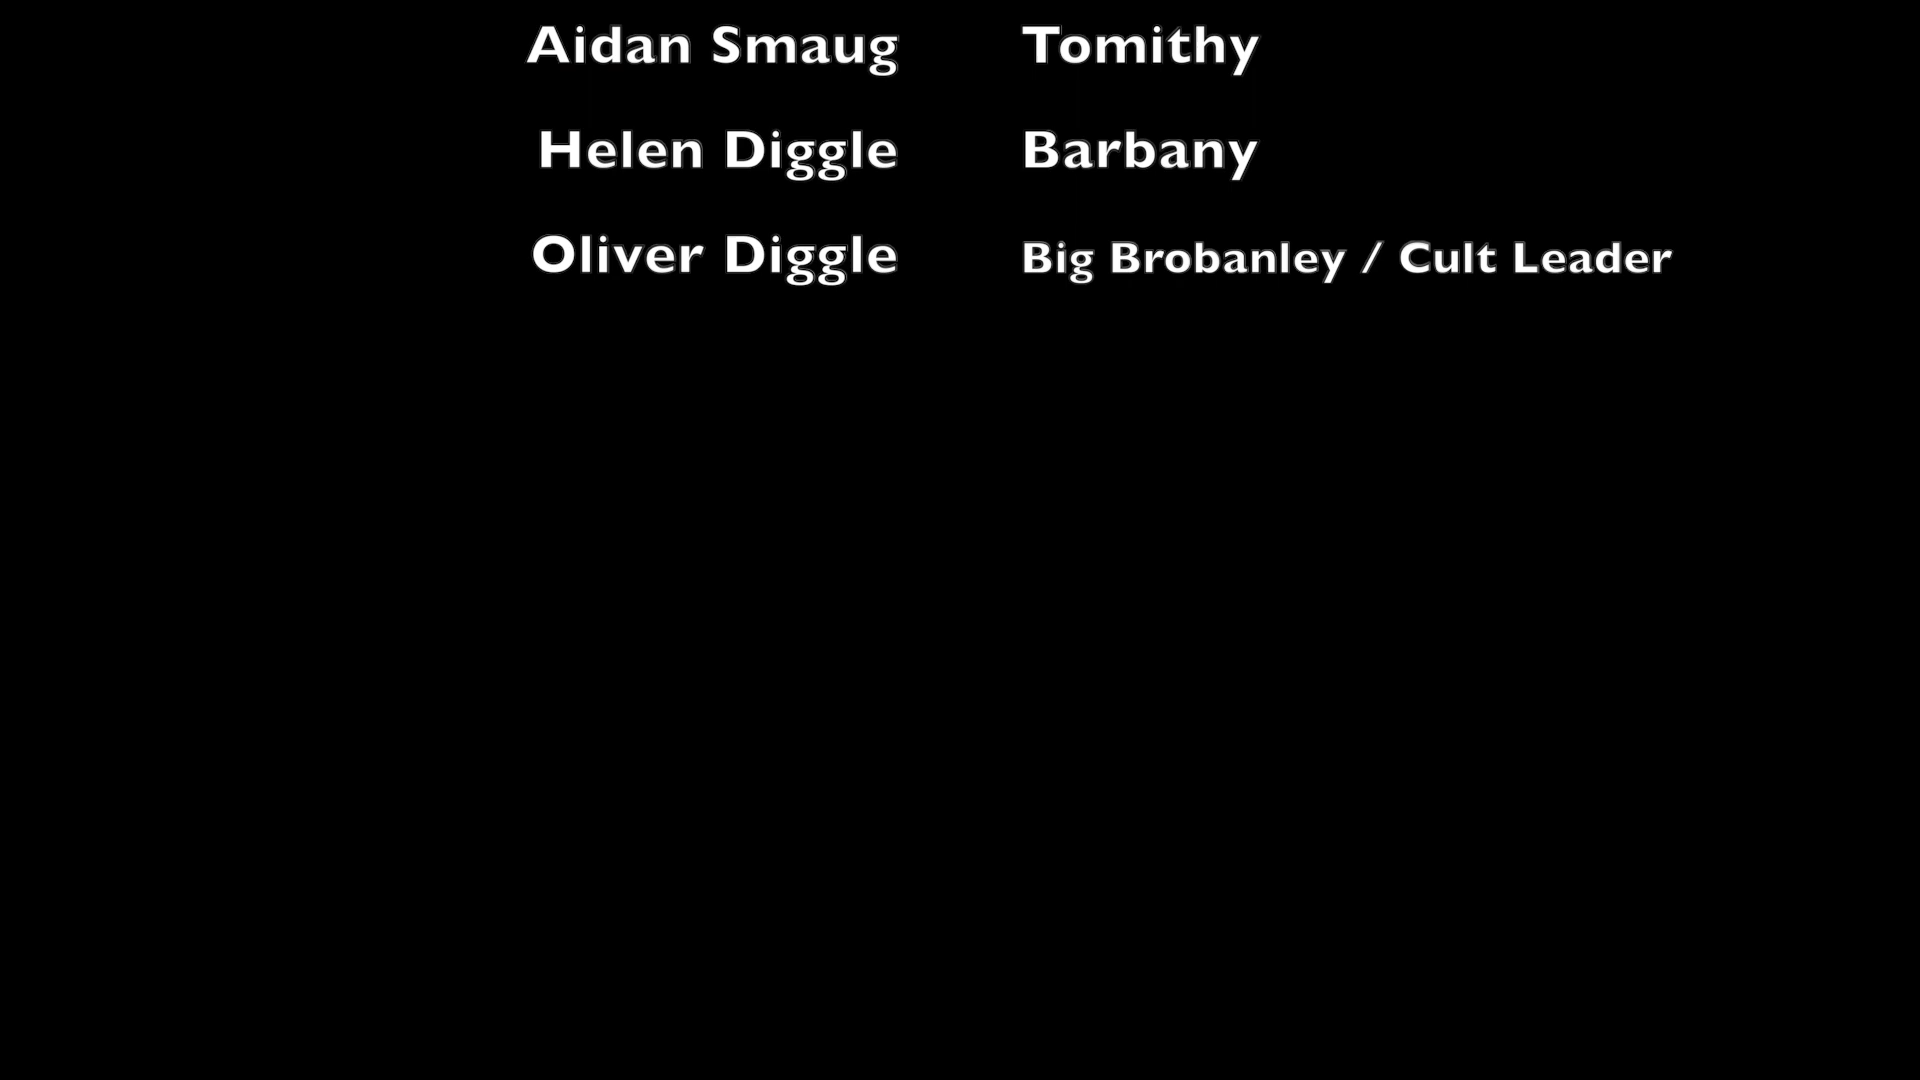 Aidan Smaug Tomithy
Helen Diggle Barbany
Oliver Diggle Big Brobanley / Cult Leader